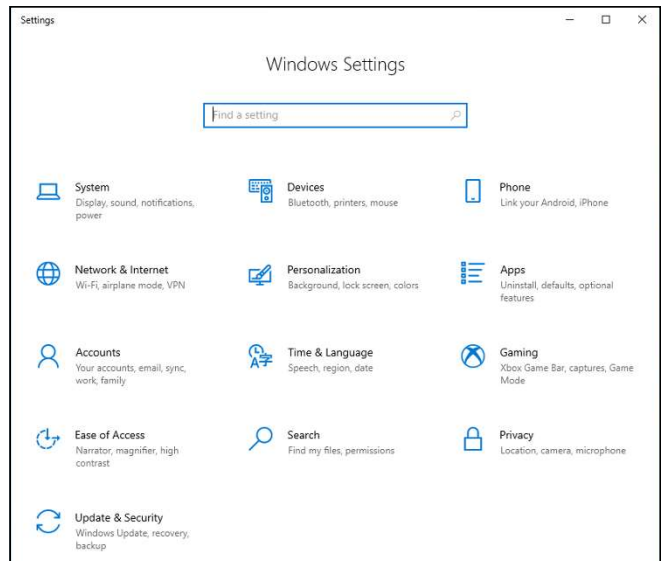 Settings
Windows Settings
Find a setting
System
Display, sound, notifications,
power
Devices
Bluetooth, printers, mouse
Phone
Link your Android, iPhone
Network & Internet
Wi-Fi, airplane mode, VPN
Personalization
Background, lock screen, colors
Apps
Uninstall, defaults, optional
features
Accounts
Your accounts, email, sync,
work, family
Time & Language
Speech, region, date
Gaming
Xbox Game Bar, captures, Game
Mode
Ease of Access
Narrator, magnifier, high
contrast
Search
Find my files, permissions
Privacy
Location, camera, microphone
Update & Security
Windows Update, recovery,
backup